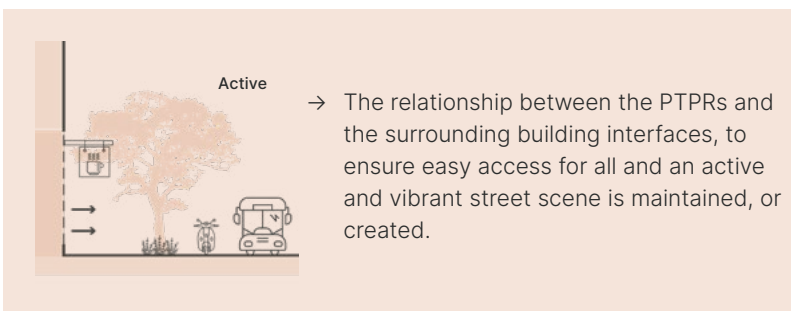 Active
→ The relationship between the PTPRs and
the surrounding building interfaces, to
ensure easy access for all and an active
and vibrant street scene is maintained, or
created.